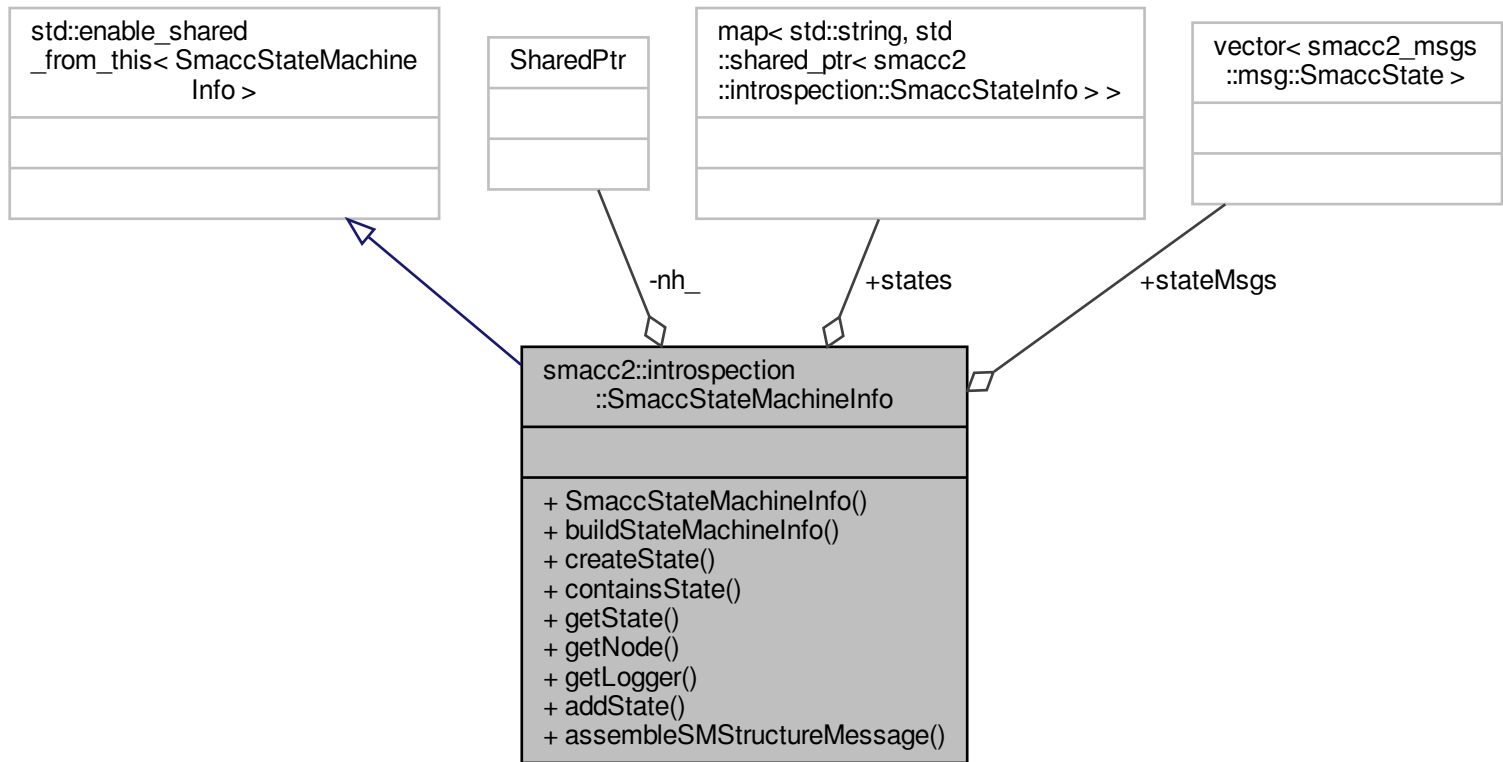 std::enable_shared
_from_this< SmaccStateMachine
Info >
SharedPtr
map< std::string, std
::shared_ptr< smacc2
::introspection::SmaccStateInfo > >
vector< smacc2_msgs
::msg::SmaccState >
-nh_
+states
+stateMsgs
smacc2::introspection
::SmaccStateMachineInfo
+ SmaccStateMachineInfo()
+ buildStateMachineInfo()
+ createState()
+ containsState()
+ getState()
+ getNode()
+ getLogger()
+ addState()
+ assembleSMStructureMessage()